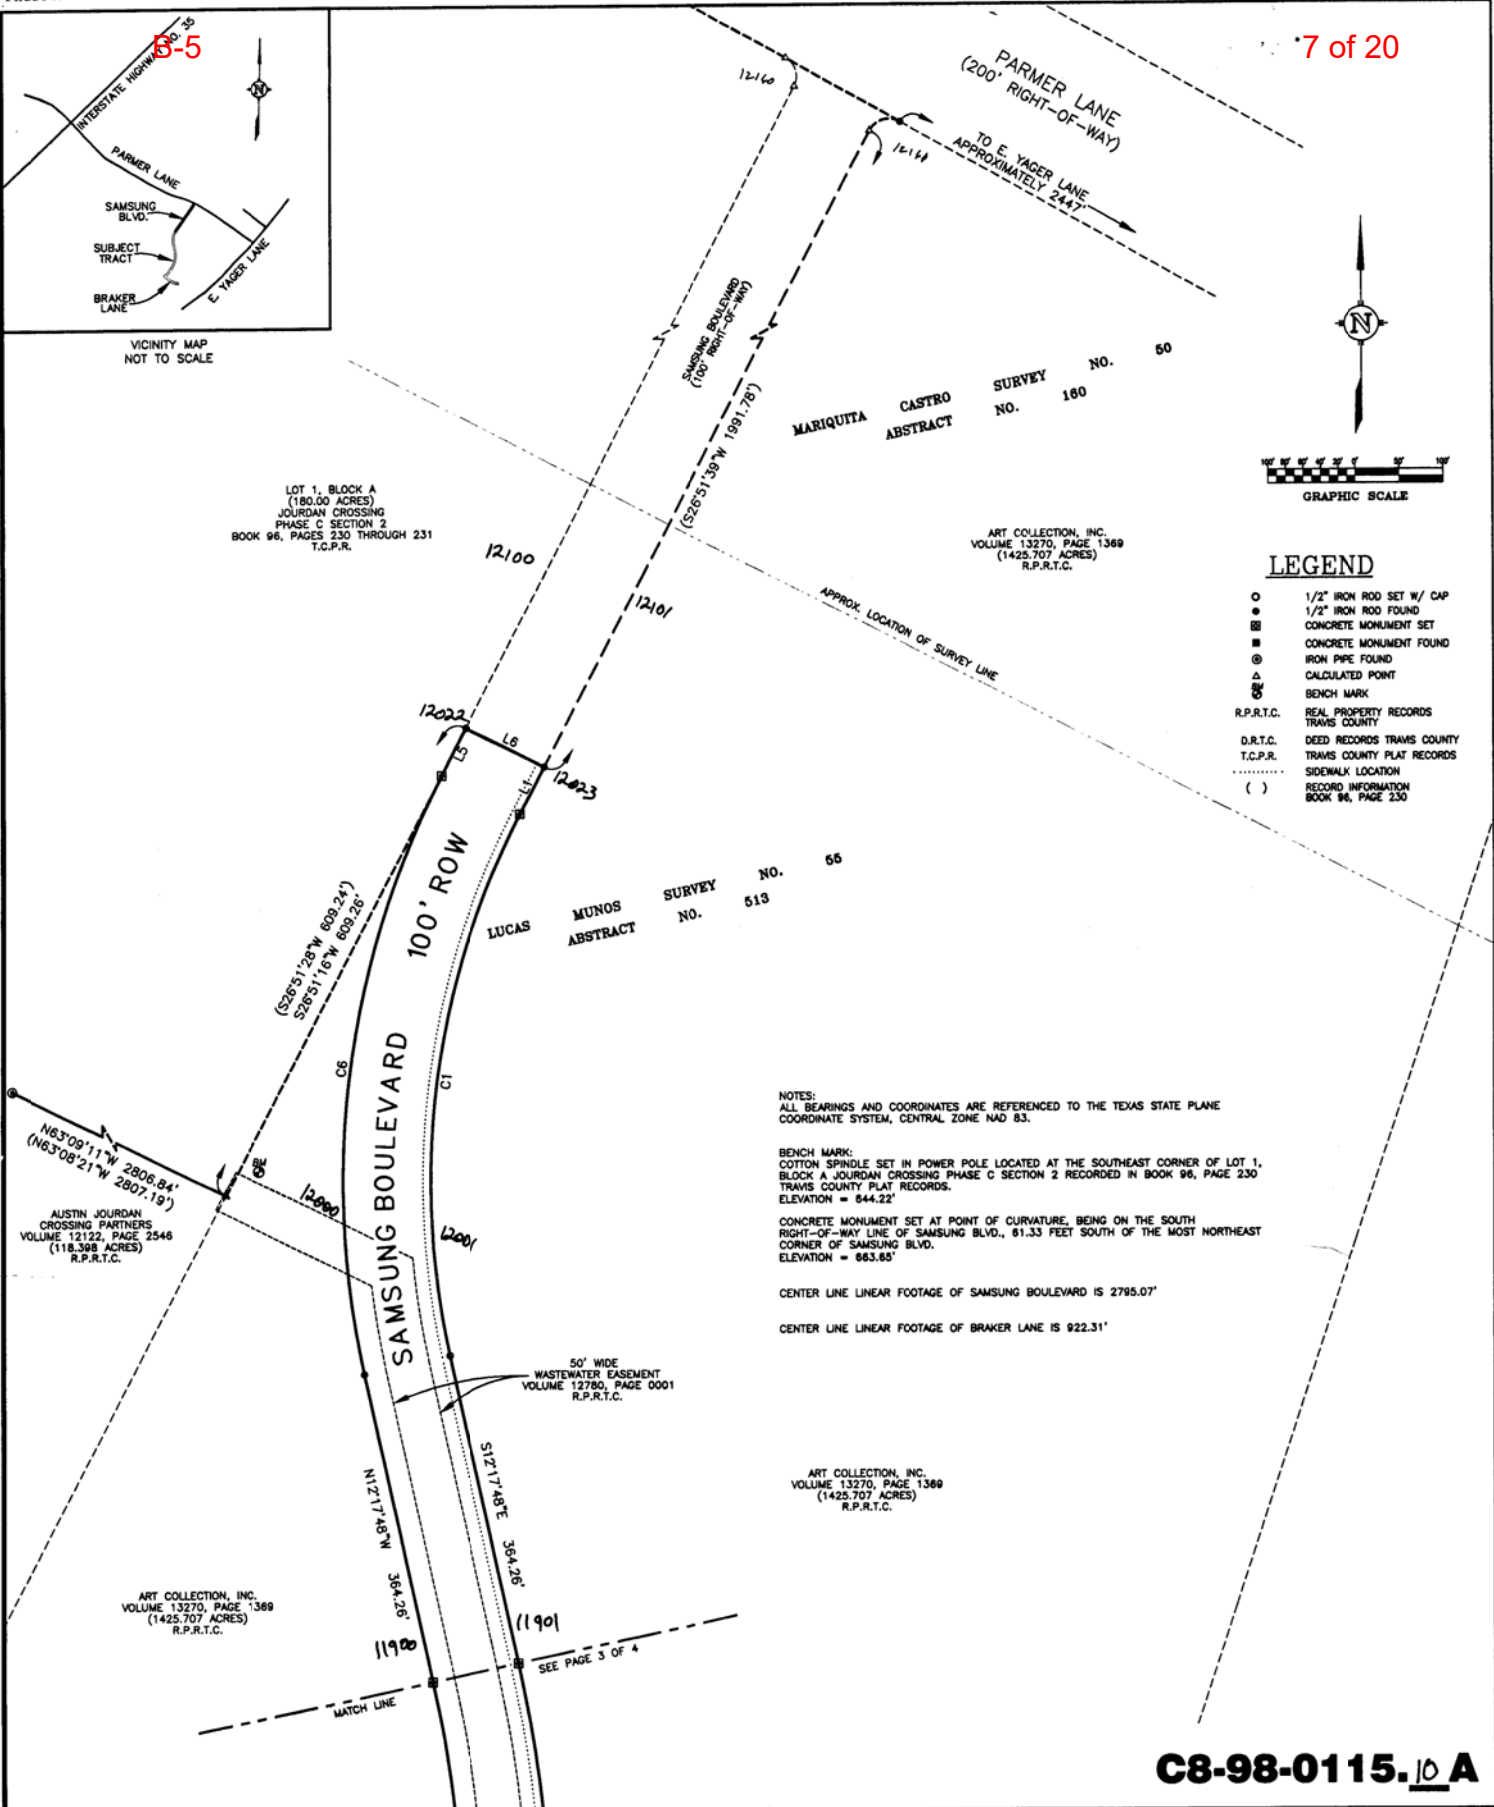 B-5
7 of 20
INTERSTATE HIGHWAY NO. 35
N
PARMER LANE
SAMSUNG
BLVD.
SUBJECT
TRACT
BRAKER
LANE
E. YAGER LANE
VICINITY MAP
NOT TO SCALE
12160
PARMER LANE
(200' RIGHT-OF-WAY)
TO E. YAGER LANE
APPROXIMATELY 2447'
SAMSUNG BOULEVARD
(100' RIGHT-OF-WAY)
(S26°51'39"W 1991.78')
MARIQUITA CASTRO SURVEY NO. 50
ABSTRACT NO. 160
N
100' 80' 60' 40' 20' 0' 50' 100'
GRAPHIC SCALE
LOT 1, BLOCK A
(180.00 ACRES)
JOURDAN CROSSING
PHASE C SECTION 2
BOOK 96, PAGES 230 THROUGH 231
T.C.P.R.
12100
12101
ART COLLECTION, INC.
VOLUME 13270, PAGE 1369
(1425.707 ACRES)
R.P.R.T.C.
APPROX. LOCATION OF SURVEY LINE
LEGEND
1/2" IRON ROD SET W/ CAP
1/2" IRON ROD FOUND
CONCRETE MONUMENT SET
CONCRETE MONUMENT FOUND
IRON PIPE FOUND
CALCULATED POINT
BM BENCH MARK
R.P.R.T.C. REAL PROPERTY RECORDS
TRAVIS COUNTY
D.R.T.C. DEED RECORDS TRAVIS COUNTY
T.C.P.R. TRAVIS COUNTY PLAT RECORDS
SIDEWALK LOCATION
( ) RECORD INFORMATION
BOOK 96, PAGE 230
12022
L5
L6
L1
12023
100' ROW
LUCAS MUNOS SURVEY NO. 55
ABSTRACT NO. 513
(S26°51'28"W 609.24')
S26°51'16"W 609.26'
C6
C1
SAMSUNG BOULEVARD
N63°09'11"W 2806.84'
(N63°08'21"W 2807.19')
BM
12000
12001
AUSTIN JOURDAN
CROSSING PARTNERS
VOLUME 12122, PAGE 2546
(118.398 ACRES)
R.P.R.T.C.
NOTES:
ALL BEARINGS AND COORDINATES ARE REFERENCED TO THE TEXAS STATE PLANE
COORDINATE SYSTEM, CENTRAL ZONE NAD 83.
BENCH MARK:
COTTON SPINDLE SET IN POWER POLE LOCATED AT THE SOUTHEAST CORNER OF LOT 1,
BLOCK A JOURDAN CROSSING PHASE C SECTION 2 RECORDED IN BOOK 96, PAGE 230
TRAVIS COUNTY PLAT RECORDS.
ELEVATION = 644.22'
CONCRETE MONUMENT SET AT POINT OF CURVATURE, BEING ON THE SOUTH
RIGHT-OF-WAY LINE OF SAMSUNG BLVD., 61.33 FEET SOUTH OF THE MOST NORTHEAST
CORNER OF SAMSUNG BLVD.
ELEVATION = 663.65'
CENTER LINE LINEAR FOOTAGE OF SAMSUNG BOULEVARD IS 2795.07'
CENTER LINE LINEAR FOOTAGE OF BRAKER LANE IS 922.31'
50' WIDE
WASTEWATER EASEMENT
VOLUME 12780, PAGE 0001
R.P.R.T.C.
N12°17'48"W 364.26'
S12°17'48"E 364.26'
ART COLLECTION, INC.
VOLUME 13270, PAGE 1369
(1425.707 ACRES)
R.P.R.T.C.
ART COLLECTION, INC.
VOLUME 13270, PAGE 1369
(1425.707 ACRES)
R.P.R.T.C.
11900
11901
MATCH LINE
SEE PAGE 3 OF 4
C8-98-0115.10A